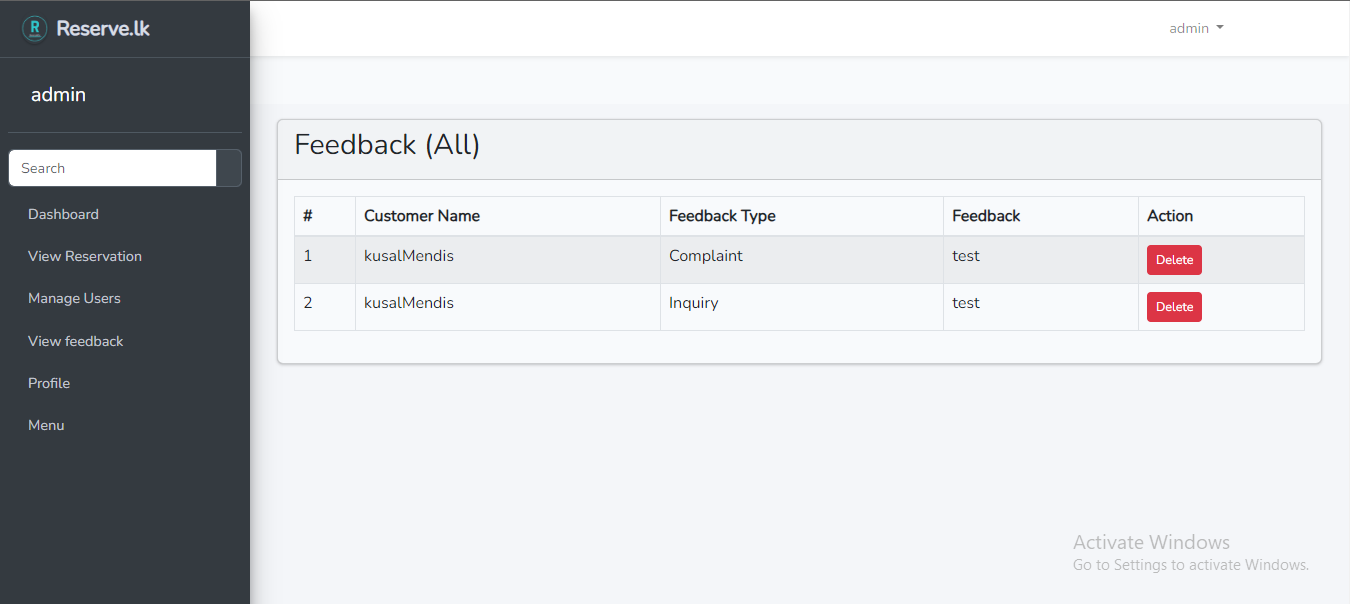 Reserve.lk
admin
admin
Search
Dashboard
View Reservation
Manage Users
View feedback
Profile
Menu
Feedback (All)
# Customer Name Feedback Type Feedback Action
1 kusalMendis Complaint test Delete
2 kusalMendis Inquiry test Delete
Activate Windows
Go to Settings to activate Windows.